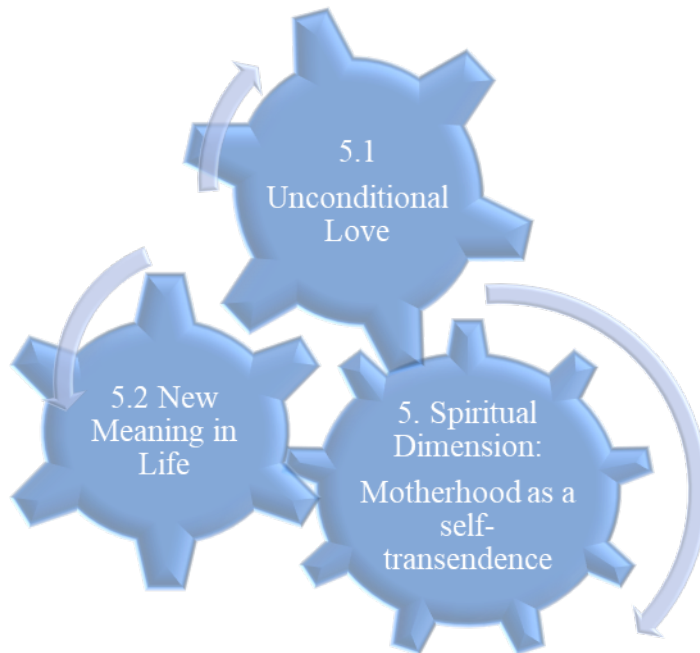 5.1
Unconditional
Love
5.2 New
Meaning in
Life
5. Spiritual
Dimension:
Motherhood as a
self-
transendence